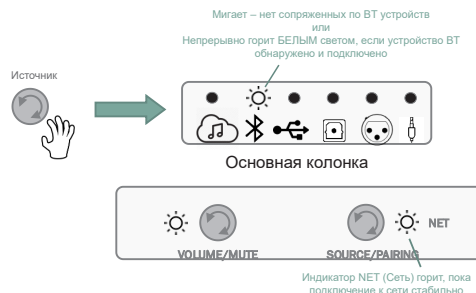 Мигает – нет сопряженных по ВТ устройств
или
Непрерывно горит БЕЛЫМ светом, если устройство ВТ
обнаружено и подключено
Источник
Основная колонка
NET
VOLUME/MUTE
SOURCE/PAIRING
Индикатор NET (Сеть) горит, пока
подключение к сети стабильно